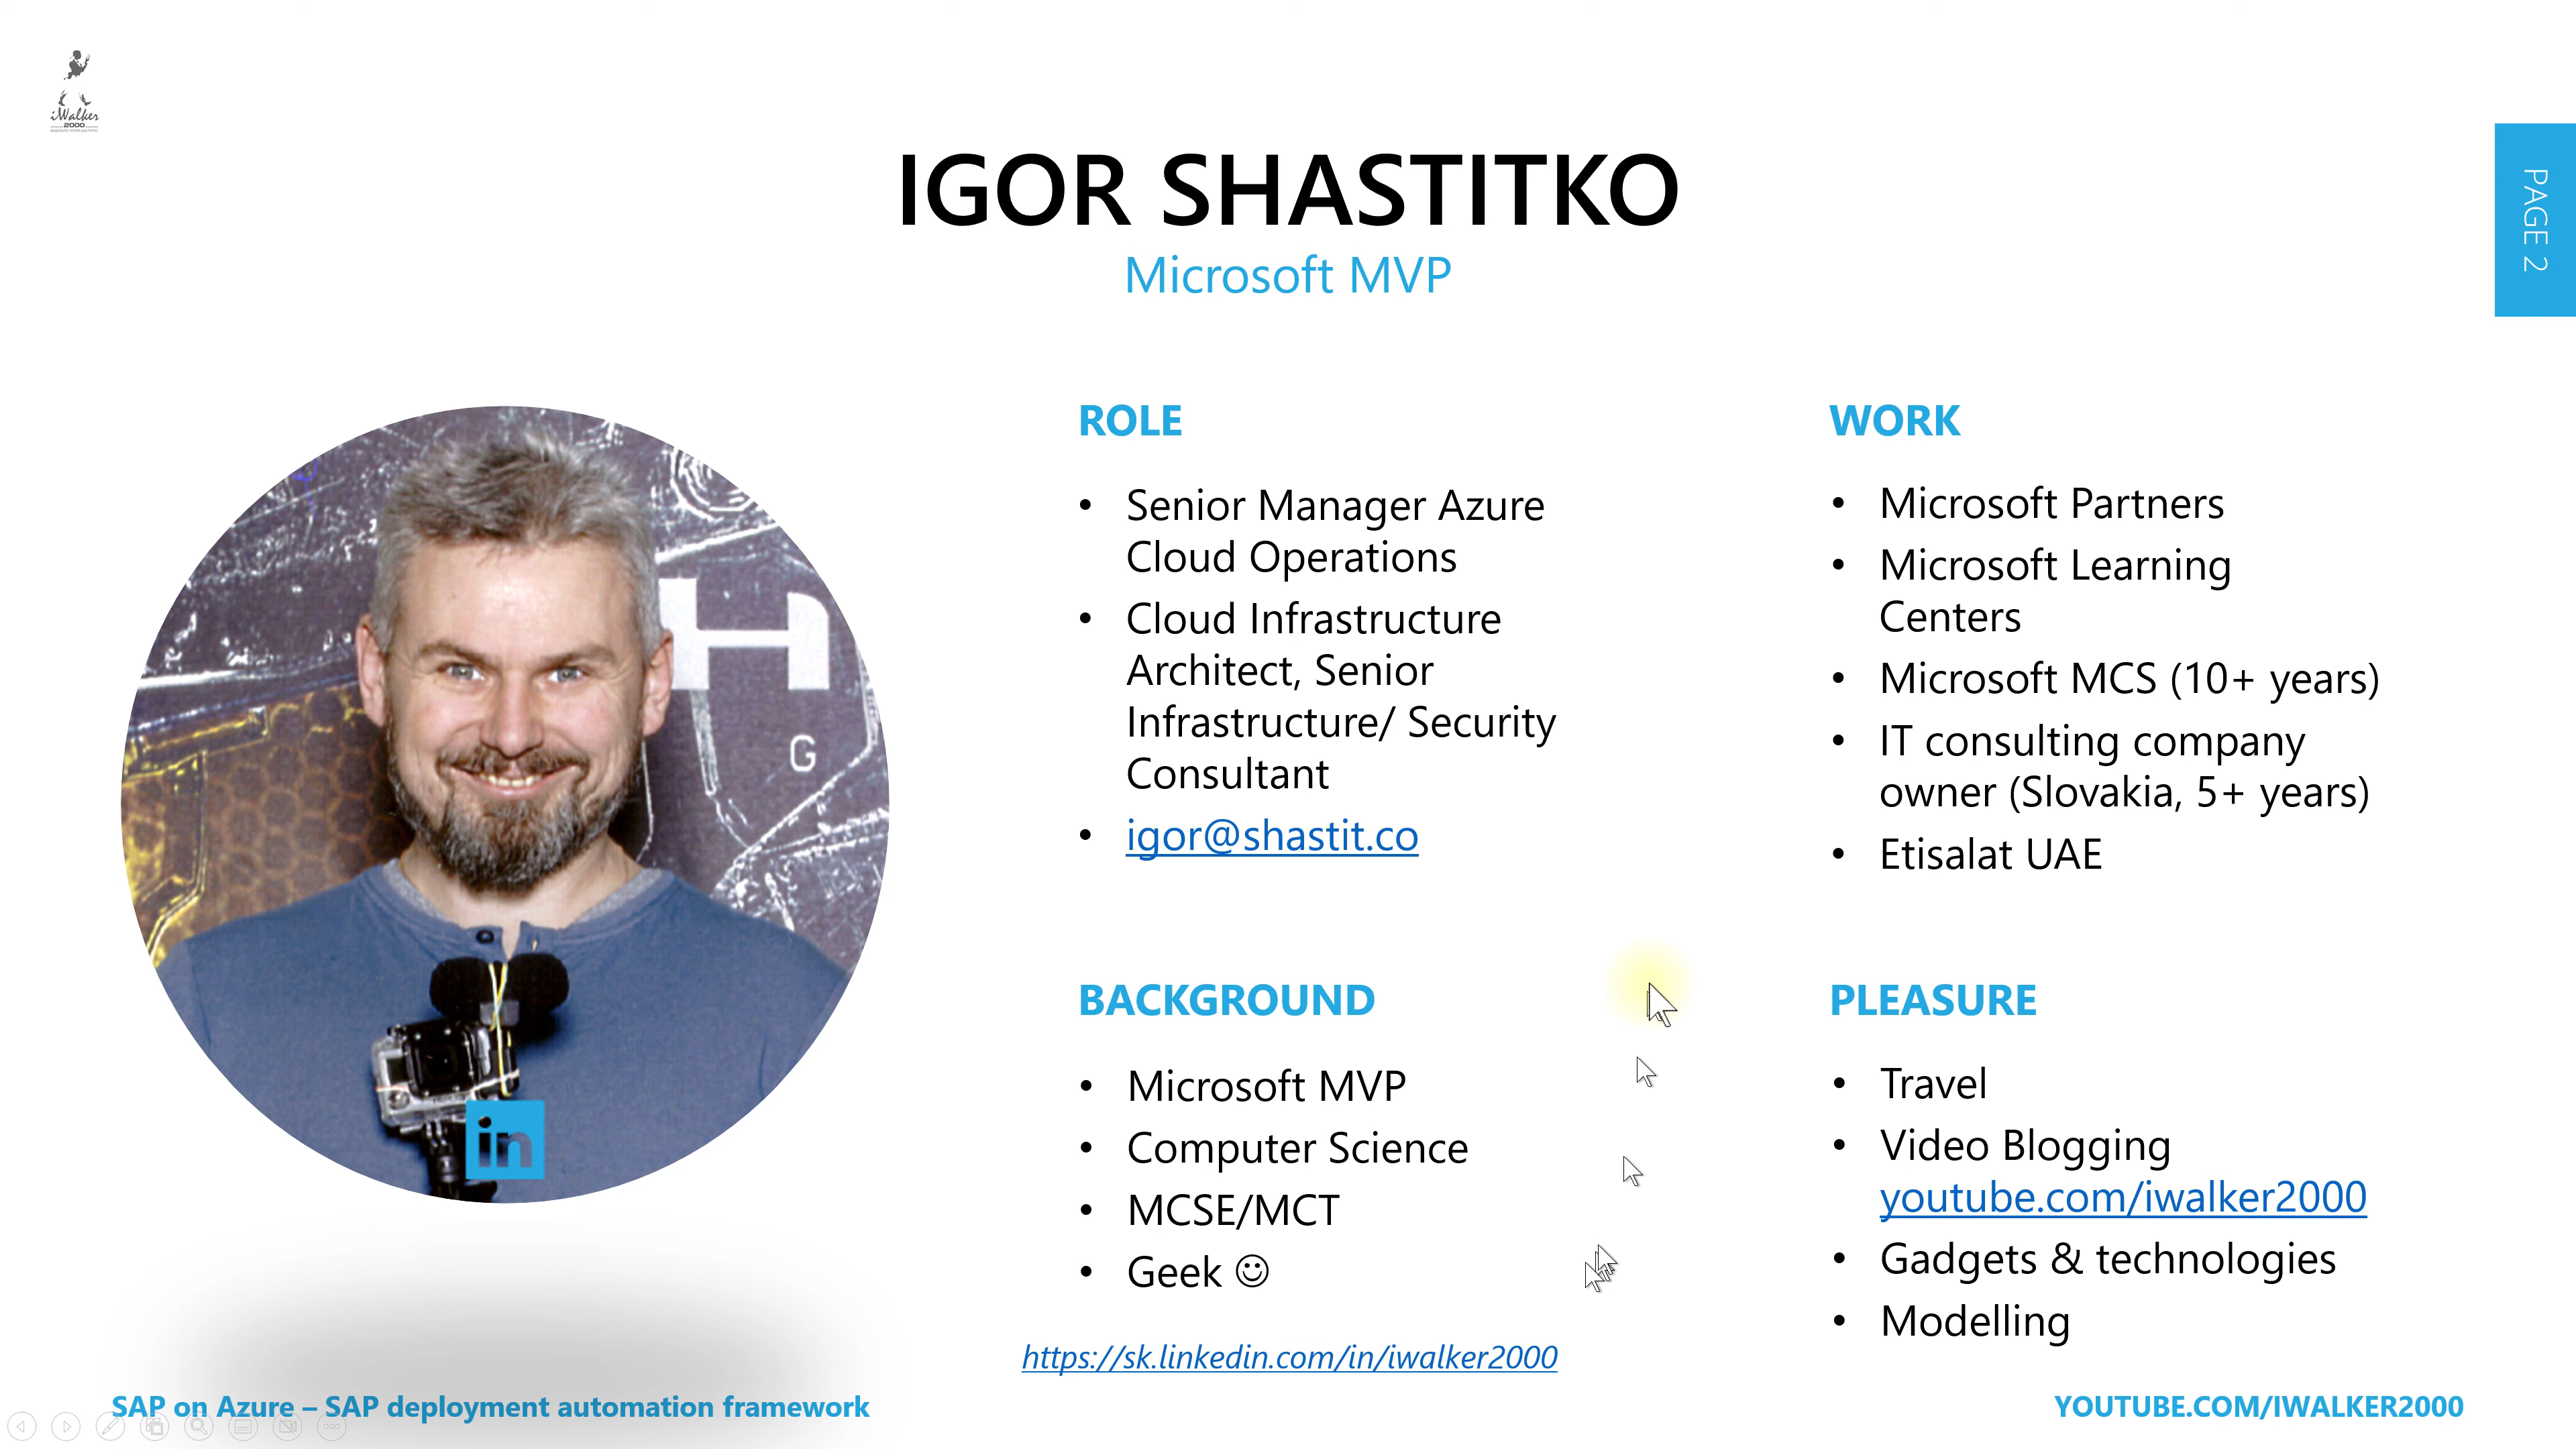 iWalker
2000
IGOR SHASTITKO
Microsoft MVP
PAGE 2
H
G
in
ROLE
• Senior Manager Azure
Cloud Operations
• Cloud Infrastructure
Architect, Senior
Infrastructure/ Security
Consultant
• igor@shastit.co
WORK
• Microsoft Partners
• Microsoft Learning
Centers
• Microsoft MCS (10+ years)
• IT consulting company
owner (Slovakia, 5+ years)
• Etisalat UAE
BACKGROUND
• Microsoft MVP
• Computer Science
• MCSE/MCT
• Geek ☺
PLEASURE
• Travel
• Video Blogging
youtube.com/iwalker2000
• Gadgets & technologies
• Modelling
https://sk.linkedin.com/in/iwalker2000
SAP on Azure – SAP deployment automation framework
YOUTUBE.COM/IWALKER2000